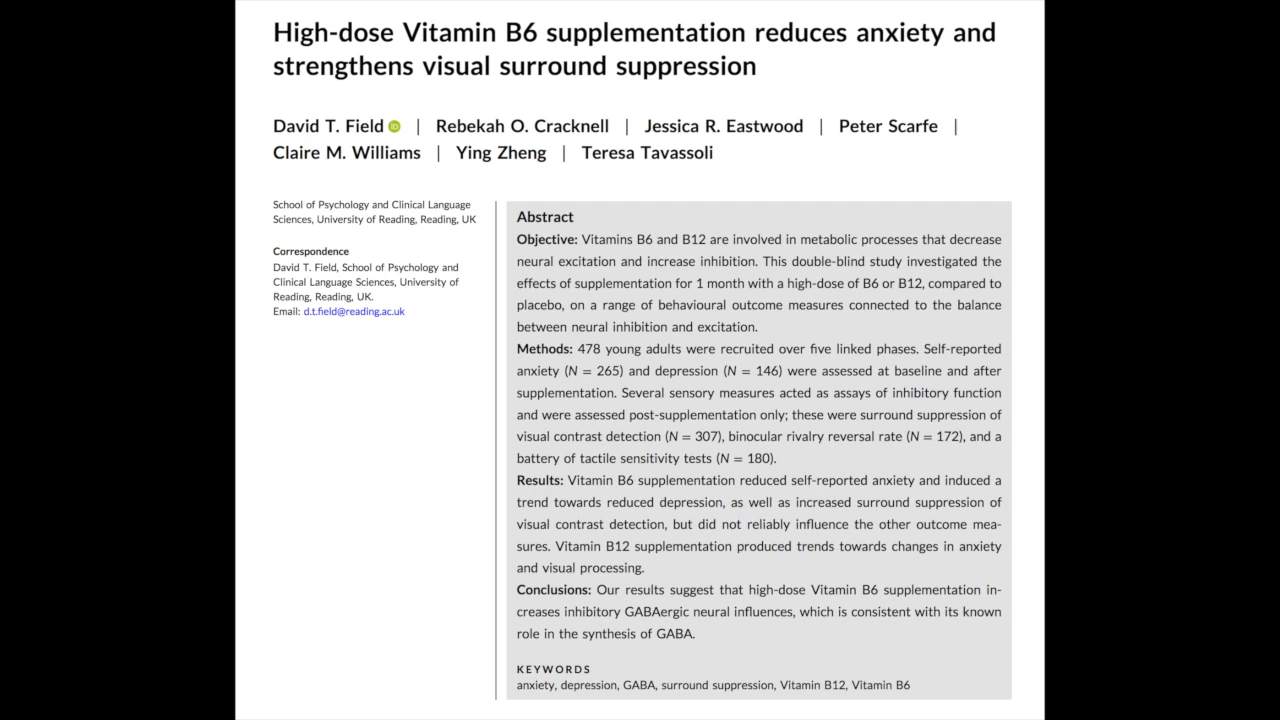 High-dose Vitamin B6 supplementation reduces anxiety and
strengthens visual surround suppression
David T. Field | Rebekah O. Cracknell | Jessica R. Eastwood | Peter Scarfe |
Claire M. Williams | Ying Zheng | Teresa Tavassoli
School of Psychology and Clinical Language
Sciences, University of Reading, Reading, UK
Correspondence
David T. Field, School of Psychology and
Clinical Language Sciences, University of
Reading, Reading, UK.
Email: d.t.field@reading.ac.uk
Abstract
Objective: Vitamins B6 and B12 are involved in metabolic processes that decrease
neural excitation and increase inhibition. This double-blind study investigated the
effects of supplementation for 1 month with a high-dose of B6 or B12, compared to
placebo, on a range of behavioural outcome measures connected to the balance
between neural inhibition and excitation.
Methods: 478 young adults were recruited over five linked phases. Self-reported
anxiety (N = 265) and depression (N = 146) were assessed at baseline and after
supplementation. Several sensory measures acted as assays of inhibitory function
and were assessed post-supplementation only; these were surround suppression of
visual contrast detection (N = 307), binocular rivalry reversal rate (N = 172), and a
battery of tactile sensitivity tests (N = 180).
Results: Vitamin B6 supplementation reduced self-reported anxiety and induced a
trend towards reduced depression, as well as increased surround suppression of
visual contrast detection, but did not reliably influence the other outcome mea-
sures. Vitamin B12 supplementation produced trends towards changes in anxiety
and visual processing.
Conclusions: Our results suggest that high-dose Vitamin B6 supplementation in-
creases inhibitory GABAergic neural influences, which is consistent with its known
role in the synthesis of GABA.
KEYWORDS
anxiety, depression, GABA, surround suppression, Vitamin B12, Vitamin B6